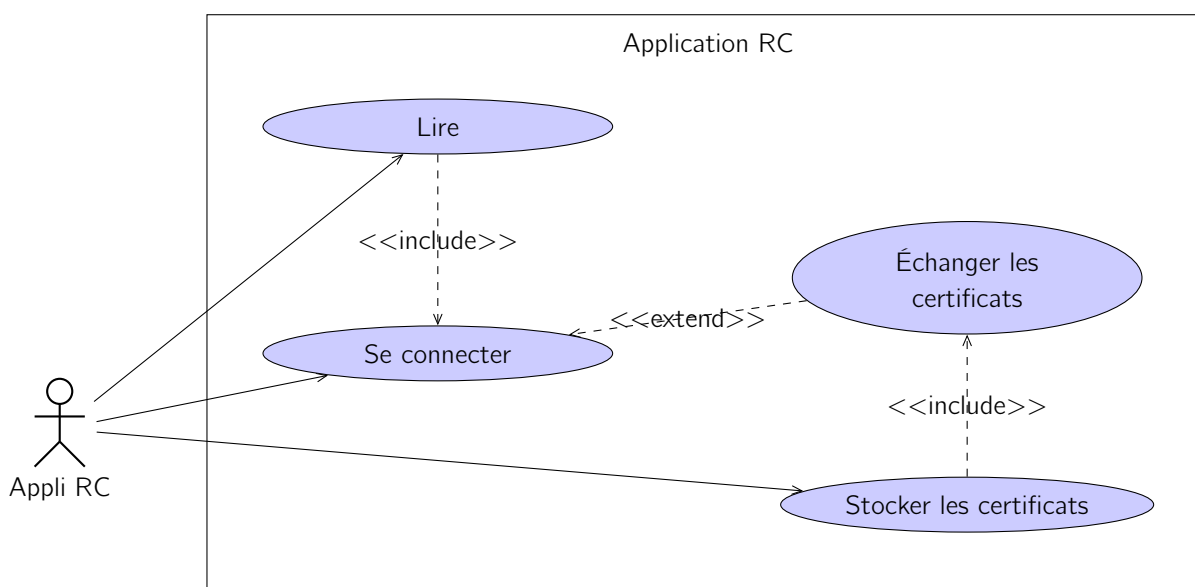 Application RC
Lire
<<include>>
Échanger les
certificats
<<extend>>
Se connecter
<<include>>
Appli RC
Stocker les certificats